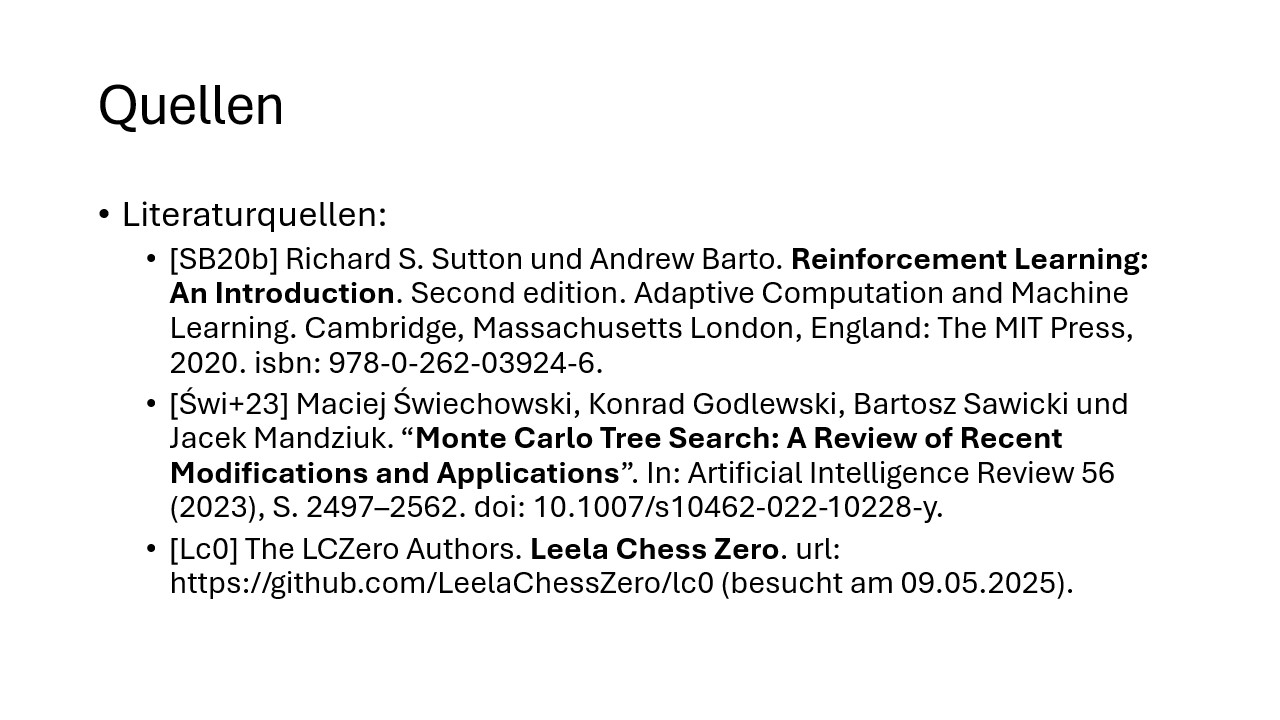 Quellen
• Literaturquellen:
• [SB20b] Richard S. Sutton und Andrew Barto. Reinforcement Learning:
An Introduction. Second edition. Adaptive Computation and Machine
Learning. Cambridge, Massachusetts London, England: The MIT Press,
2020. isbn: 978-0-262-03924-6.
• [Świ+23] Maciej Świechowski, Konrad Godlewski, Bartosz Sawicki und
Jacek Mandziuk. “Monte Carlo Tree Search: A Review of Recent
Modifications and Applications”. In: Artificial Intelligence Review 56
(2023), S. 2497–2562. doi: 10.1007/s10462-022-10228-y.
• [Lc0] The LCZero Authors. Leela Chess Zero. url:
https://github.com/LeelaChessZero/lc0 (besucht am 09.05.2025).